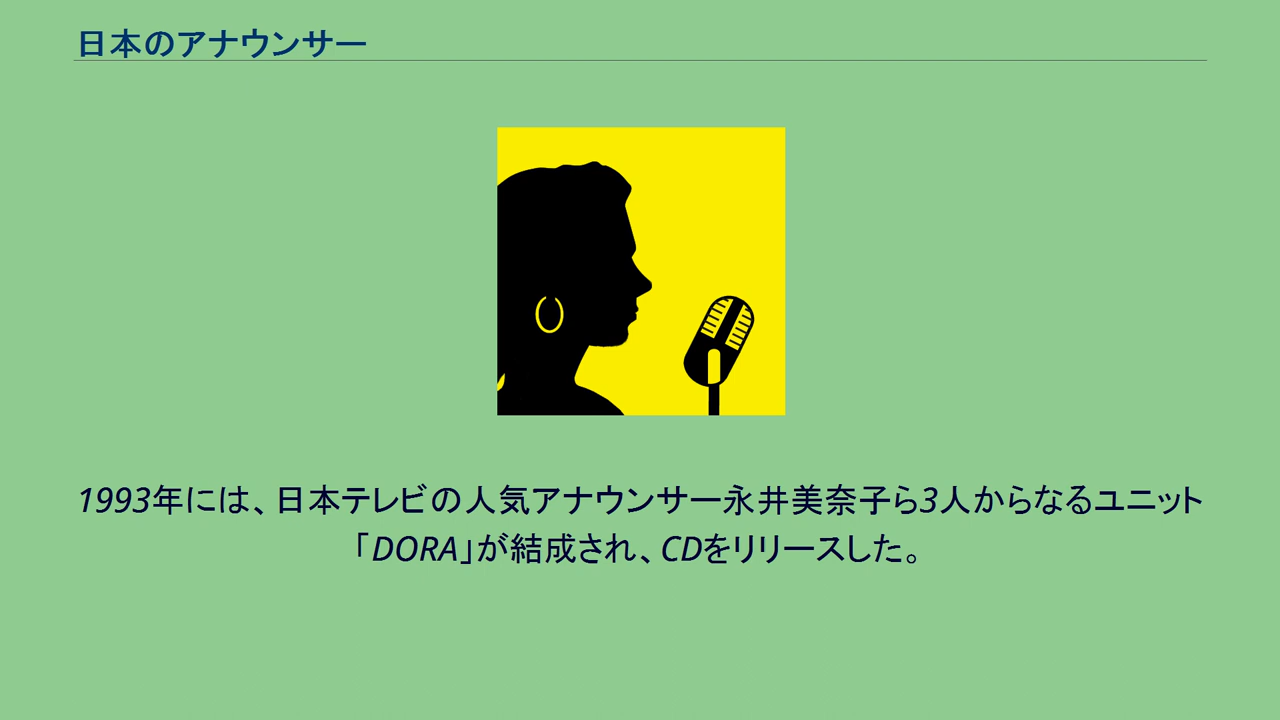 日本のアナウンサー
1993年には、日本テレビの人気アナウンサー永井美奈子ら3人からなるユニット
「DORA」が結成され、CDをリリースした。